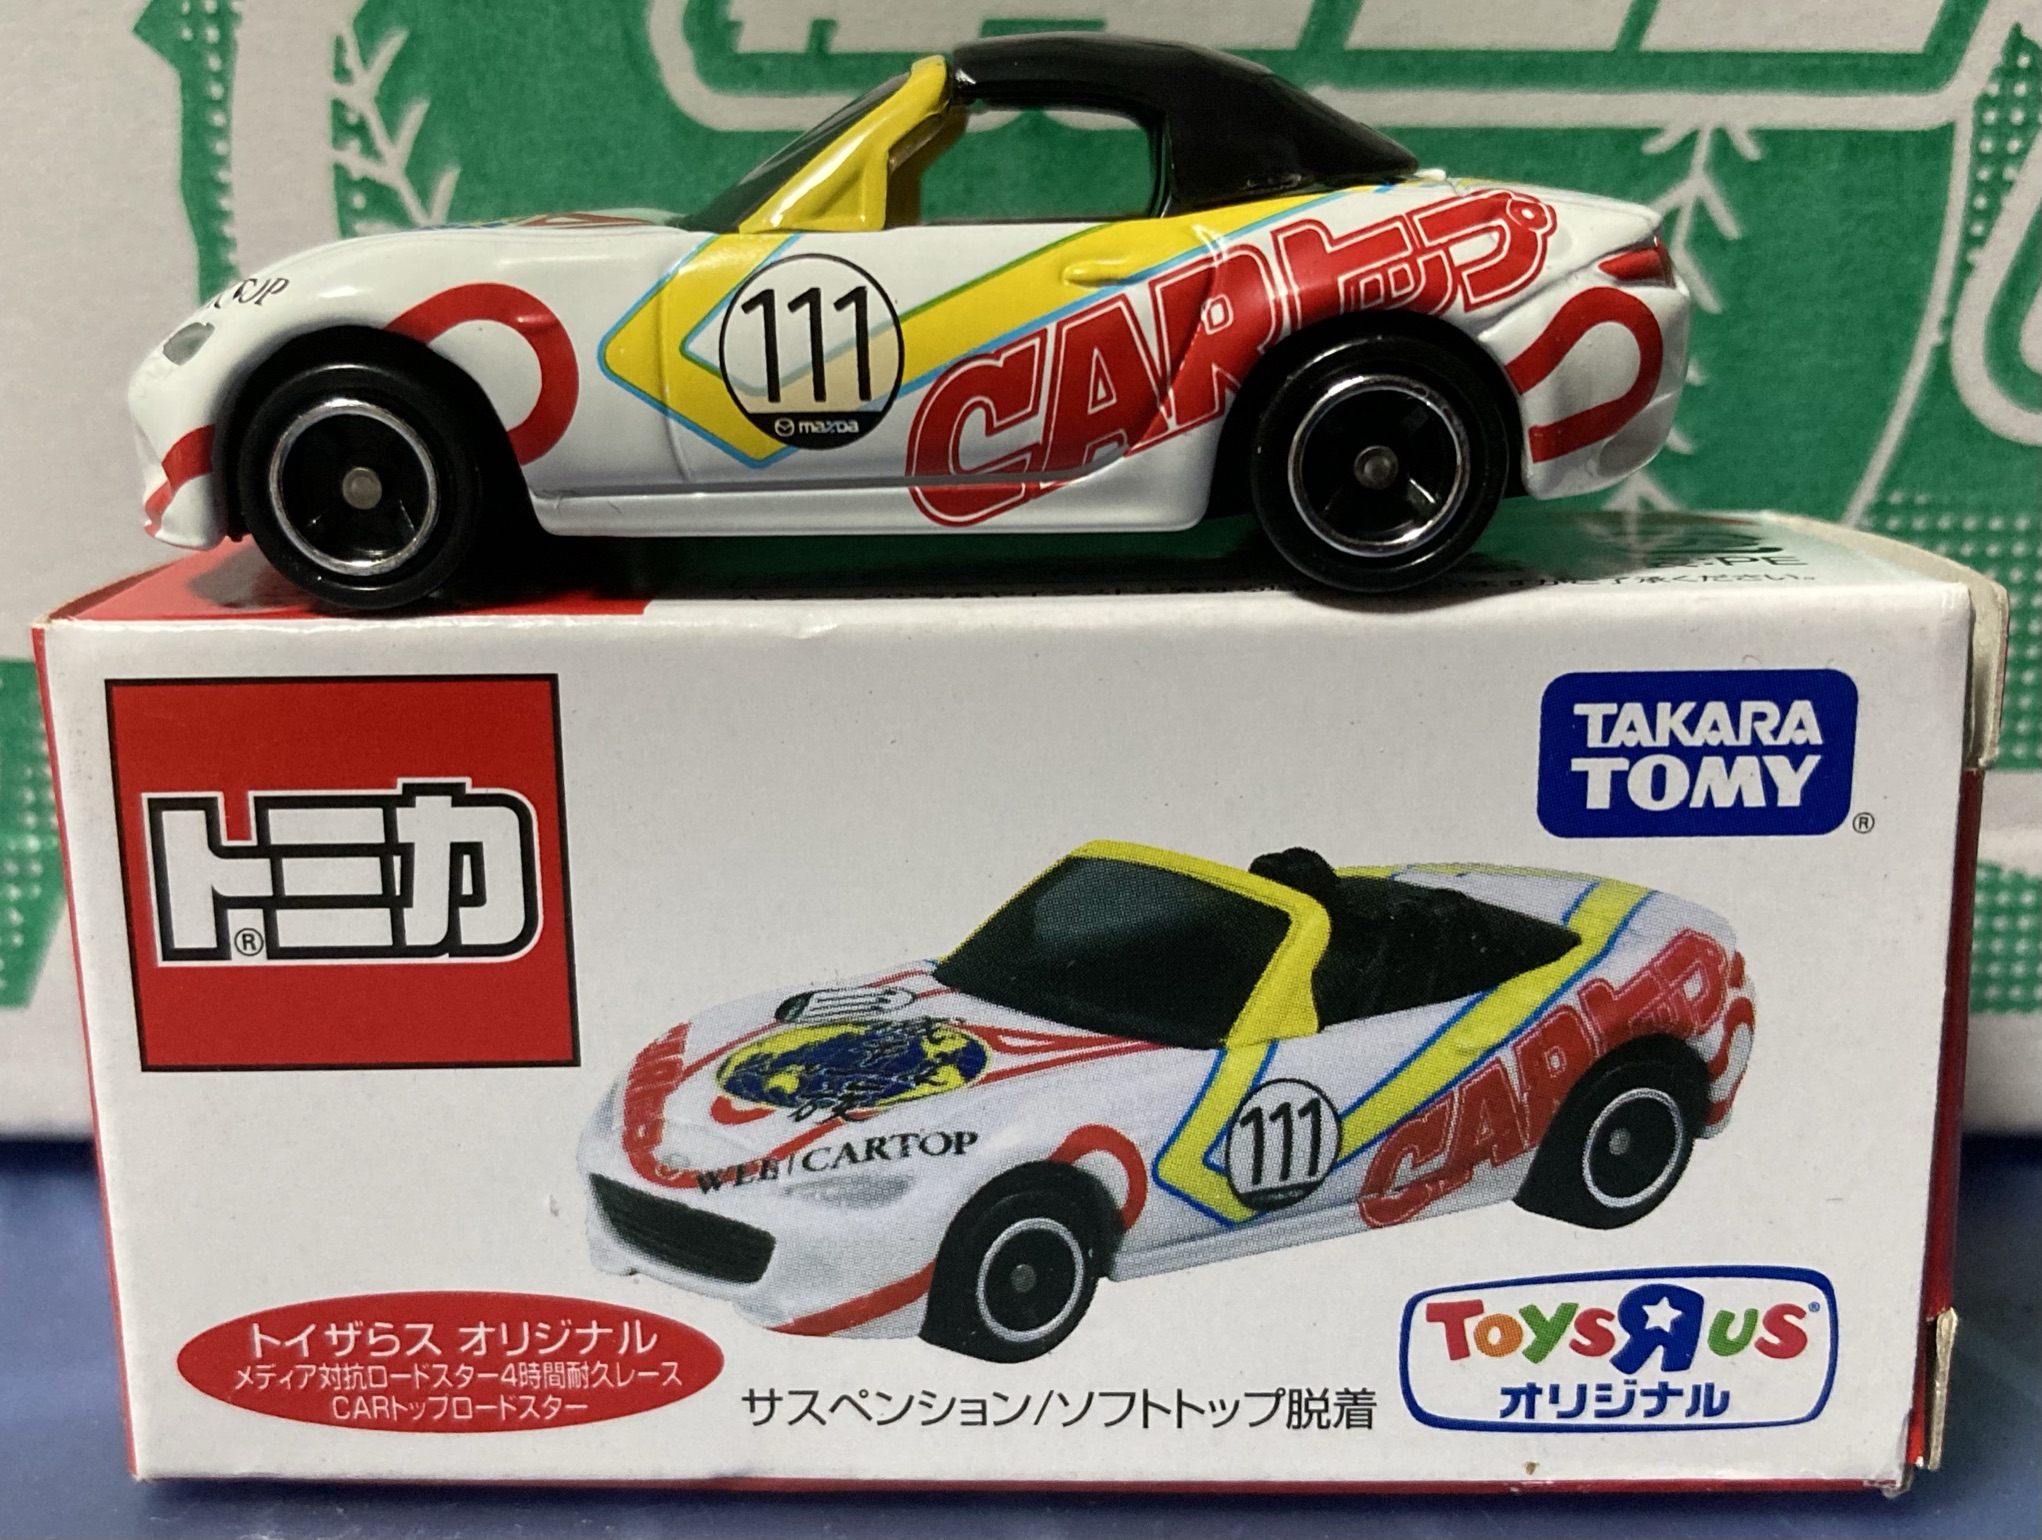 CARトップ
111
mazda
トミカ®
TAKARA
TOMY®
111
WEB/CARTOP
111
CARトップ
トイザらス オリジナル
メディア対抗ロードスター4時間耐久レース
CARトップロードスター
サスペンション/ソフトトップ脱着
TOYS"R"US®
オリジナル